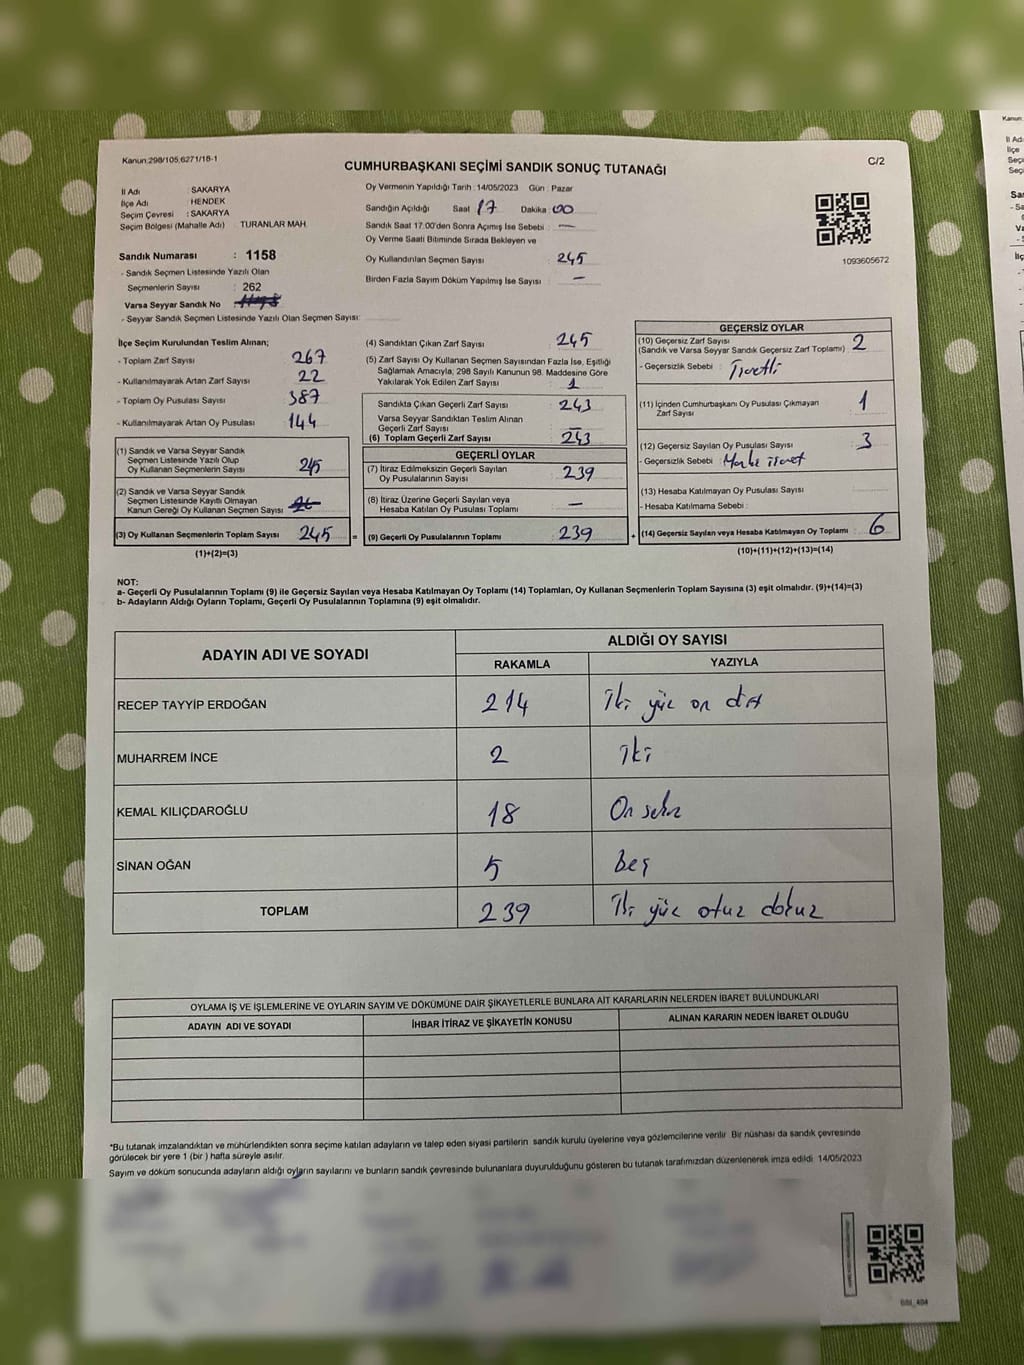 Kanun:298/105,6271/18-1
CUMHURBAŞKANI SEÇİMİ SANDIK SONUÇ TUTANAĞI
C/2
İl Adı : SAKARYA
İlçe Adı : HENDEK
Seçim Çevresi : SAKARYA
Seçim Bölgesi (Mahalle Adı) TURANLAR MAH.
Sandık Numarası : 1158
- Sandık Seçmen Listesinde Yazılı Olan
Seçmenlerin Sayısı : 262
Varsa Seyyar Sandık No
- Seyyar Sandık Seçmen Listesinde Yazılı Olan Seçmen Sayısı:
Oy Vermenin Yapıldığı Tarih : 14/05/2023 Gün : Pazar
Sandığın Açıldığı Saat 17 Dakika 00
Sandık Saat 17.00'den Sonra Açımış İse Sebebi : —
Oy Verme Saati Bitiminde Sırada Bekleyen ve
Oy Kullandırılan Seçmen Sayısı : 245
Birden Fazla Sayım Döküm Yapılmış İse Sayısı : —
1093605672
İlçe Seçim Kurulundan Teslim Alınan;
- Toplam Zarf Sayısı : 267
- Kullanılmayarak Artan Zarf Sayısı : 22
- Toplam Oy Pusulası Sayısı : 387
- Kullanılmayarak Artan Oy Pusulası : 144
(1) Sandık ve Varsa Seyyar Sandık
Seçmen Listesinde Yazılı Olup
Oy Kullanan Seçmenlerin Sayısı : 245
(2) Sandık ve Varsa Seyyar Sandık
Seçmen Listesinde Kayıtlı Olmayan
Kanun Gereği Oy Kullanan Seçmen Sayısı :
(3) Oy Kullanan Seçmenlerin Toplam Sayısı : 245 =
(1)+(2)=(3)
(4) Sandıktan Çıkan Zarf Sayısı : 245
(5) Zarf Sayısı Oy Kullanan Seçmen Sayısından Fazla İse, Eşitliği
Sağlamak Amacıyla, 298 Sayılı Kanunun 98. Maddesine Göre
Yakılarak Yok Edilen Zarf Sayısı : 1
Sandıkta Çıkan Geçerli Zarf Sayısı : 243
Varsa Seyyar Sandıktan Teslim Alınan
Geçerli Zarf Sayısı : —
(6) Toplam Geçerli Zarf Sayısı : 243
GEÇERLİ OYLAR
(7) İtiraz Edilmeksizin Geçerli Sayılan
Oy Pusulalarının Toplamı : 239
(8) İtiraz Üzerine Geçerli Sayılan veya
Hesaba Katılan Oy Pusulası Toplamı : —
(9) Geçerli Oy Pusulalarının Toplamı : 239 +
GEÇERSİZ OYLAR
(10) Geçersiz Zarf Sayısı
(Sandık ve Varsa Seyyar Sandık Geçersiz Zarf Toplamı) : 2
- Geçersizlik Sebebi :
(11) İçinden Cumhurbaşkanı Oy Pusulası Çıkmayan
Zarf Sayısı : 1
(12) Geçersiz Sayılan Oy Pusulası Sayısı : 3
- Geçersizlik Sebebi :
(13) Hesaba Katılmayan Oy Pusulası Sayısı :
- Hesaba Katılmama Sebebi :
(14) Geçersiz Sayılan veya Hesaba Katılmayan Oy Toplamı : 6
(10)+(11)+(12)+(13)=(14)
NOT:
a- Geçerli Oy Pusulalarının Toplamı (9) ile Geçersiz Sayılan veya Hesaba Katılmayan Oy Toplamı (14) Toplamları, Oy Kullanan Seçmenlerin Toplam Sayısına (3) eşit olmalıdır. (9)+(14)=(3)
b- Adayların Aldığı Oyların Toplamı, Geçerli Oy Pusulalarının Toplamına (9) eşit olmalıdır.
ADAYIN ADI VE SOYADI
ALDIĞI OY SAYISI
RAKAMLA YAZIYLA
RECEP TAYYİP ERDOĞAN 214 İki yüz on dört
MUHARREM İNCE 2 iki
KEMAL KILIÇDAROĞLU 18 On sekiz
SİNAN OĞAN 5 beş
TOPLAM 239 İki yüz otuz dokuz
OYLAMA İŞ VE İŞLEMLERİNE VE OYLARIN SAYIM VE DÖKÜMÜNE DAİR ŞİKAYETLERLE BUNLARA AİT KARARLARIN NELERDEN İBARET BULUNDUKLARI
ADAYIN ADI VE SOYADI İHBAR İTİRAZ VE ŞİKAYETİN KONUSU ALINAN KARARIN NEDEN İBARET OLDUĞU
*Bu tutanak imzalandıktan ve mühürlendikten sonra seçime katılan adayların ve talep eden siyasi partilerin sandık kurulu üyelerine veya gözlemcilerine verilir. Bir nüshası da sandık çevresinde
görülecek bir yere 1 (bir ) hafta süreyle asılır.
Sayım ve döküm sonucunda adayların aldığı oyların sayılarını ve bunların sandık çevresinde bulunanlara duyurulduğunu gösteren bu tutanak tarafımızdan düzenlenerek imza edildi. 14/05/2023